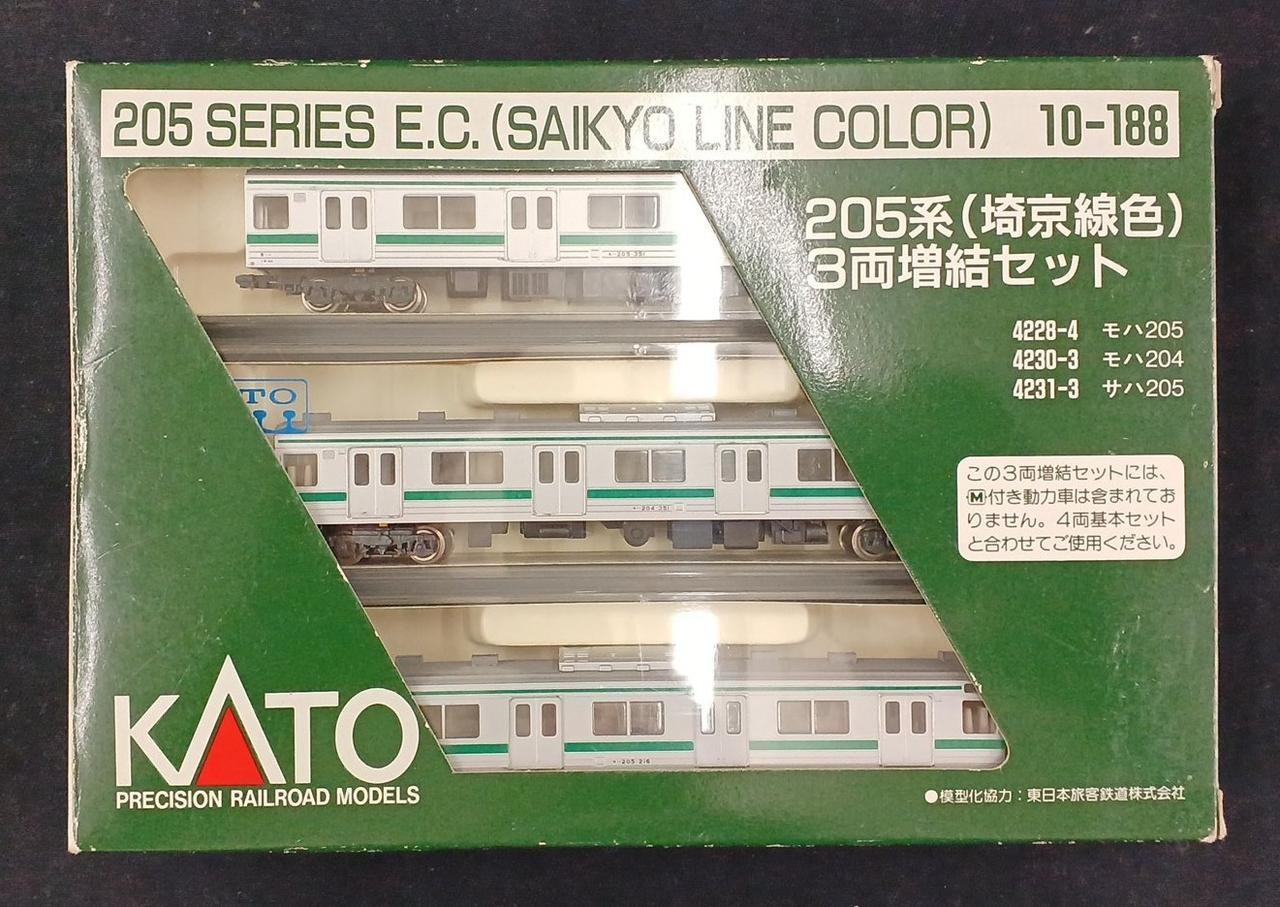 205 SERIES E.C. (SAIKYO LINE COLOR) 10-188
205系(埼京線色)
3両増結セット
4228-4 モハ205
4230-3 モハ204
4231-3 サハ205
この3両増結セットには、
M付き動力車は含まれてお
りません。4両基本セット
と合わせてご使用ください。
TO
204-351
205-216
KATO
PRECISION RAILROAD MODELS
●模型化協力：東日本旅客鉄道株式会社